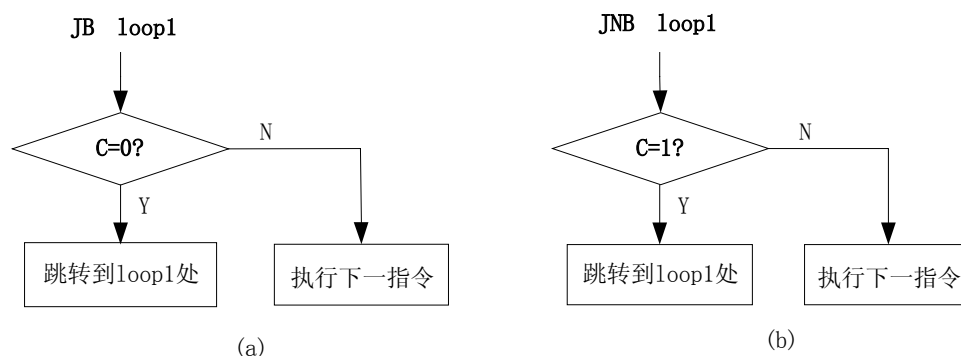 JB loop1
C=0?
N
Y
跳转到loop1处
执行下一指令
(a)
JNB loop1
C=1?
N
Y
跳转到loop1处
执行下一指令
(b)